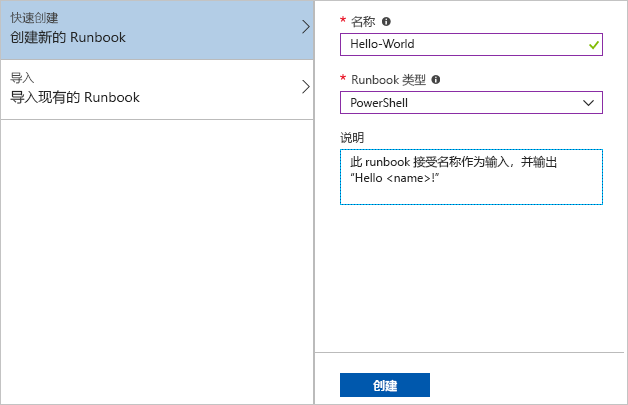 快速创建
创建新的 Runbook
导入
导入现有的 Runbook
* 名称
Hello-World
* Runbook 类型
PowerShell
说明
此 runbook 接受名称作为输入，并输出
“Hello <name>!”
创建